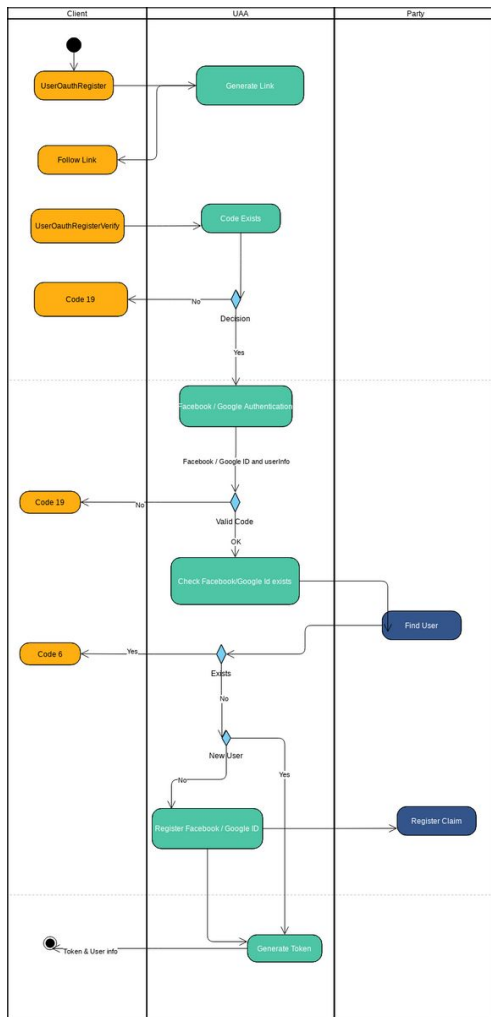 Client
UAA
Party
UserOauthRegister
Generate Link
Follow Link
UserOauthRegisterVerify
Code Exists
Code 19
No
Decision
Yes
Facebook / Google Authentication
Facebook / Google ID and userInfo
Code 19
No
Valid Code
OK
Check Facebook/Google Id exists
Find User
Code 6
Yes
Exists
No
New User
No
Yes
Register Facebook / Google ID
Register Claim
Token & User info
Generate Token